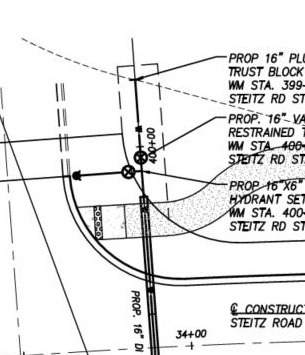 PROP 16" PLU
TRUST BLOCK
WM STA. 399-
STEITZ RD ST
PROP. 16" VA
RESTRAINED T
WM STA. 400-
STEITZ RD ST
PROP 16"X6"
HYDRANT SET
WM STA. 400-
STEITZ RD ST
400+00
PROP. 16" DI
℄ CONSTRUCT
STEITZ ROAD
34+00